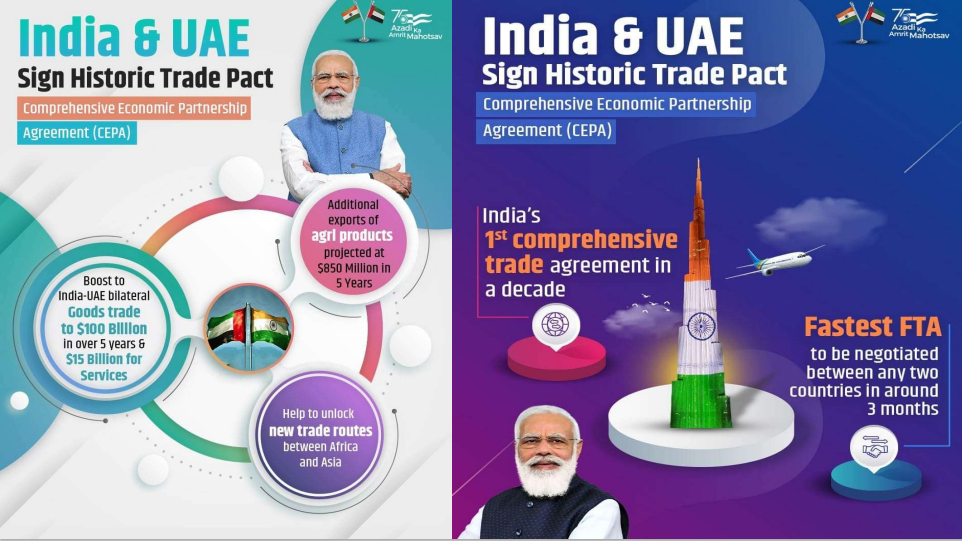 India & UAE
Sign Historic Trade Pact
Comprehensive Economic Partnership
Agreement (CEPA)
75
Azadi Ka
Amrit Mahotsav
Additional
exports of
agri products
projected at
$850 Million in
5 Years
Boost to
India-UAE bilateral
Goods trade
to $100 Billion
in over 5 years &
$15 Billion for
Services
Help to unlock
new trade routes
between Africa
and Asia
India & UAE
Sign Historic Trade Pact
Comprehensive Economic Partnership
Agreement (CEPA)
75
Azadi Ka
Amrit Mahotsav
India's
1st comprehensive
trade agreement in
a decade
Fastest FTA
to be negotiated
between any two
countries in around
3 months